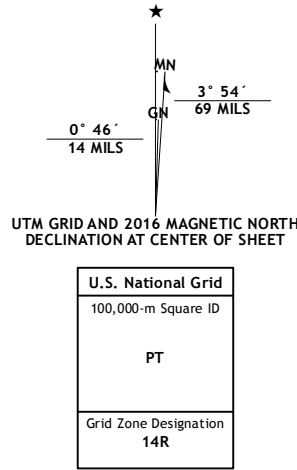 ★
MN
3° 54´
69 MILS
GN
0° 46´
14 MILS
UTM GRID AND 2016 MAGNETIC NORTH
DECLINATION AT CENTER OF SHEET
U.S. National Grid
100,000-m Square ID
PT
Grid Zone Designation
14R